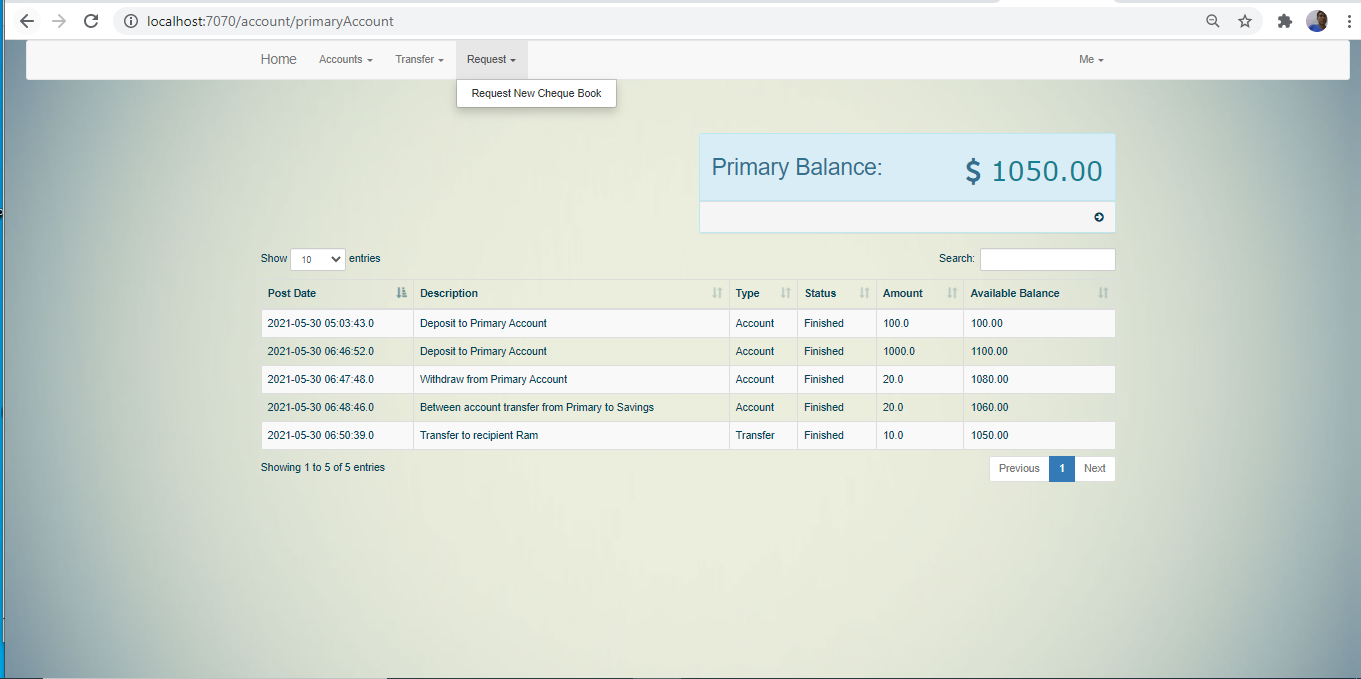 localhost:7070/account/primaryAccount
Home Accounts Transfer Request Me
Request New Cheque Book
Primary Balance: $ 1050.00
Show 10 entries Search:
Post Date Description Type Status Amount Available Balance
2021-05-30 05:03:43.0 Deposit to Primary Account Account Finished 100.0 100.00
2021-05-30 06:46:52.0 Deposit to Primary Account Account Finished 1000.0 1100.00
2021-05-30 06:47:48.0 Withdraw from Primary Account Account Finished 20.0 1080.00
2021-05-30 06:48:46.0 Between account transfer from Primary to Savings Account Finished 20.0 1060.00
2021-05-30 06:50:39.0 Transfer to recipient Ram Transfer Finished 10.0 1050.00
Showing 1 to 5 of 5 entries Previous 1 Next